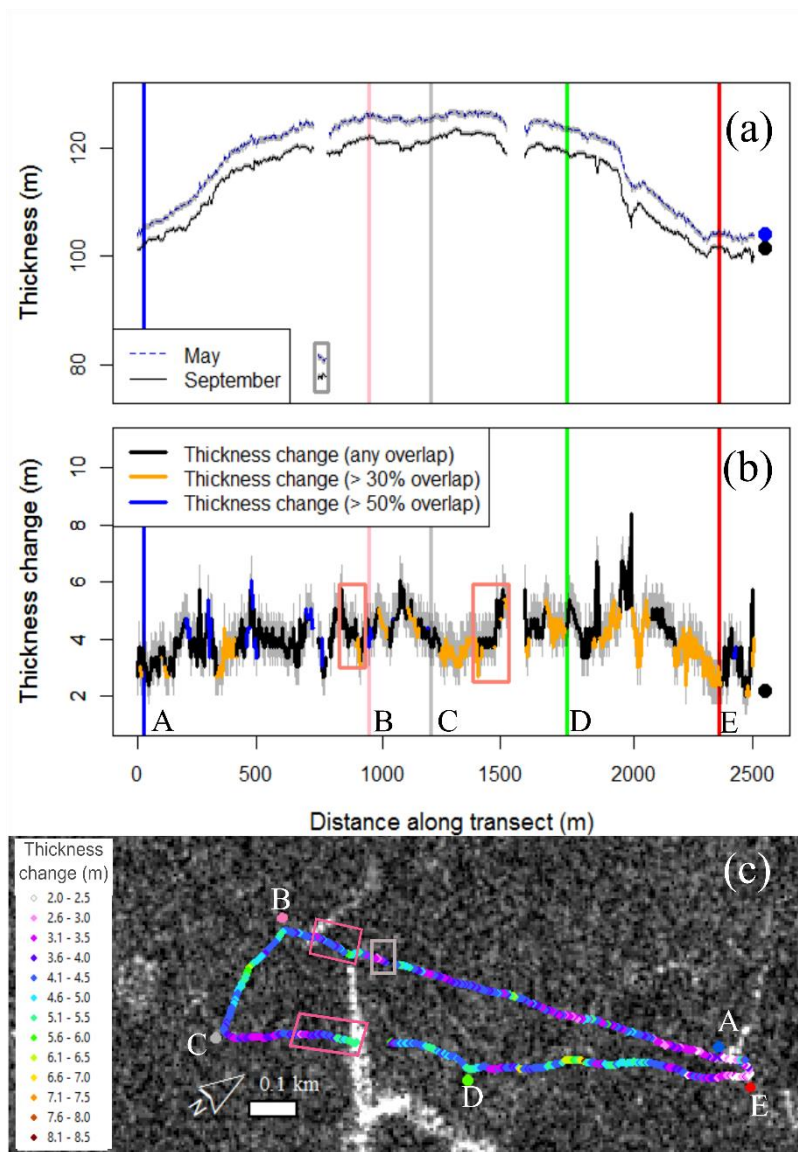 (a)
Thickness (m)
120
100
80
May
September
(b)
Thickness change (m)
10
8
6
4
2
Thickness change (any overlap)
Thickness change (> 30% overlap)
Thickness change (> 50% overlap)
A B C D E
0 500 1000 1500 2000 2500
Distance along transect (m)
(c)
Thickness
change (m)
2.0 - 2.5
2.6 - 3.0
3.1 - 3.5
3.6 - 4.0
4.1 - 4.5
4.6 - 5.0
5.1 - 5.5
5.6 - 6.0
6.1 - 6.5
6.6 - 7.0
7.1 - 7.5
7.6 - 8.0
8.1 - 8.5
B
A
C
D
E
N
0.1 km